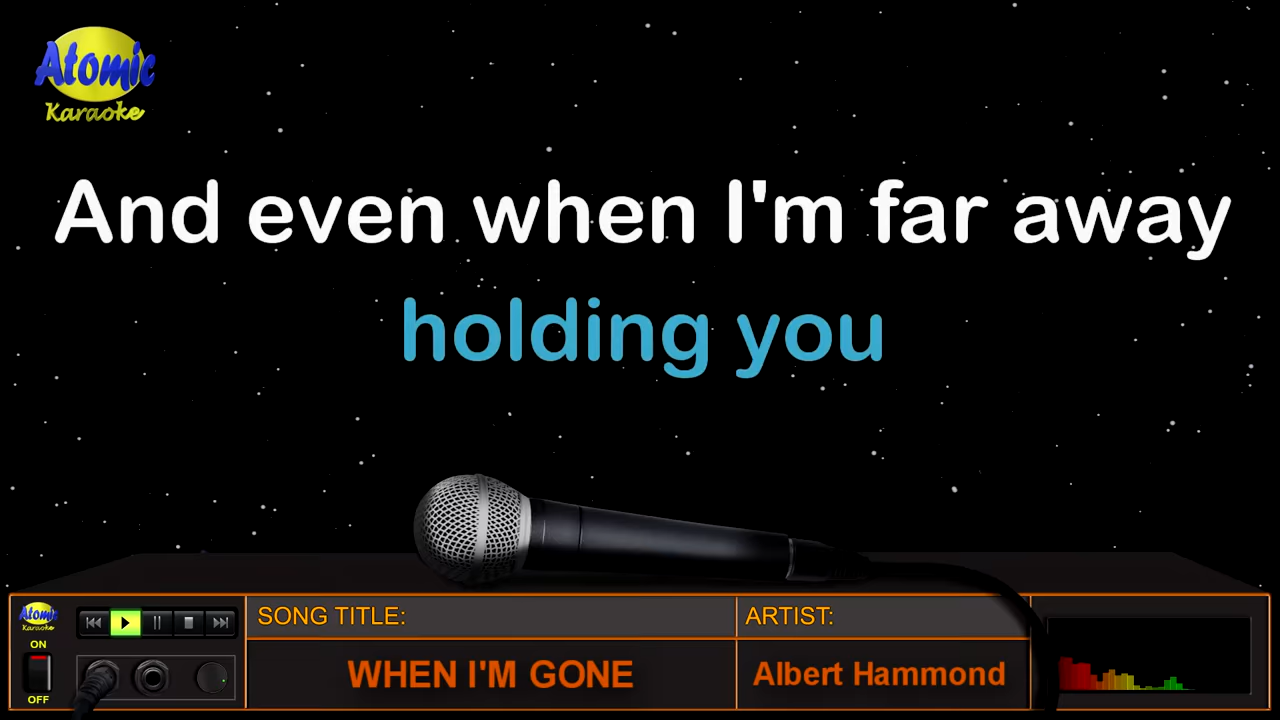 Atomic
Karaoke
And even when I'm far away
holding you
Atomic
Karaoke
ON
OFF
SONG TITLE:
WHEN I'M GONE
ARTIST:
Albert Hammond